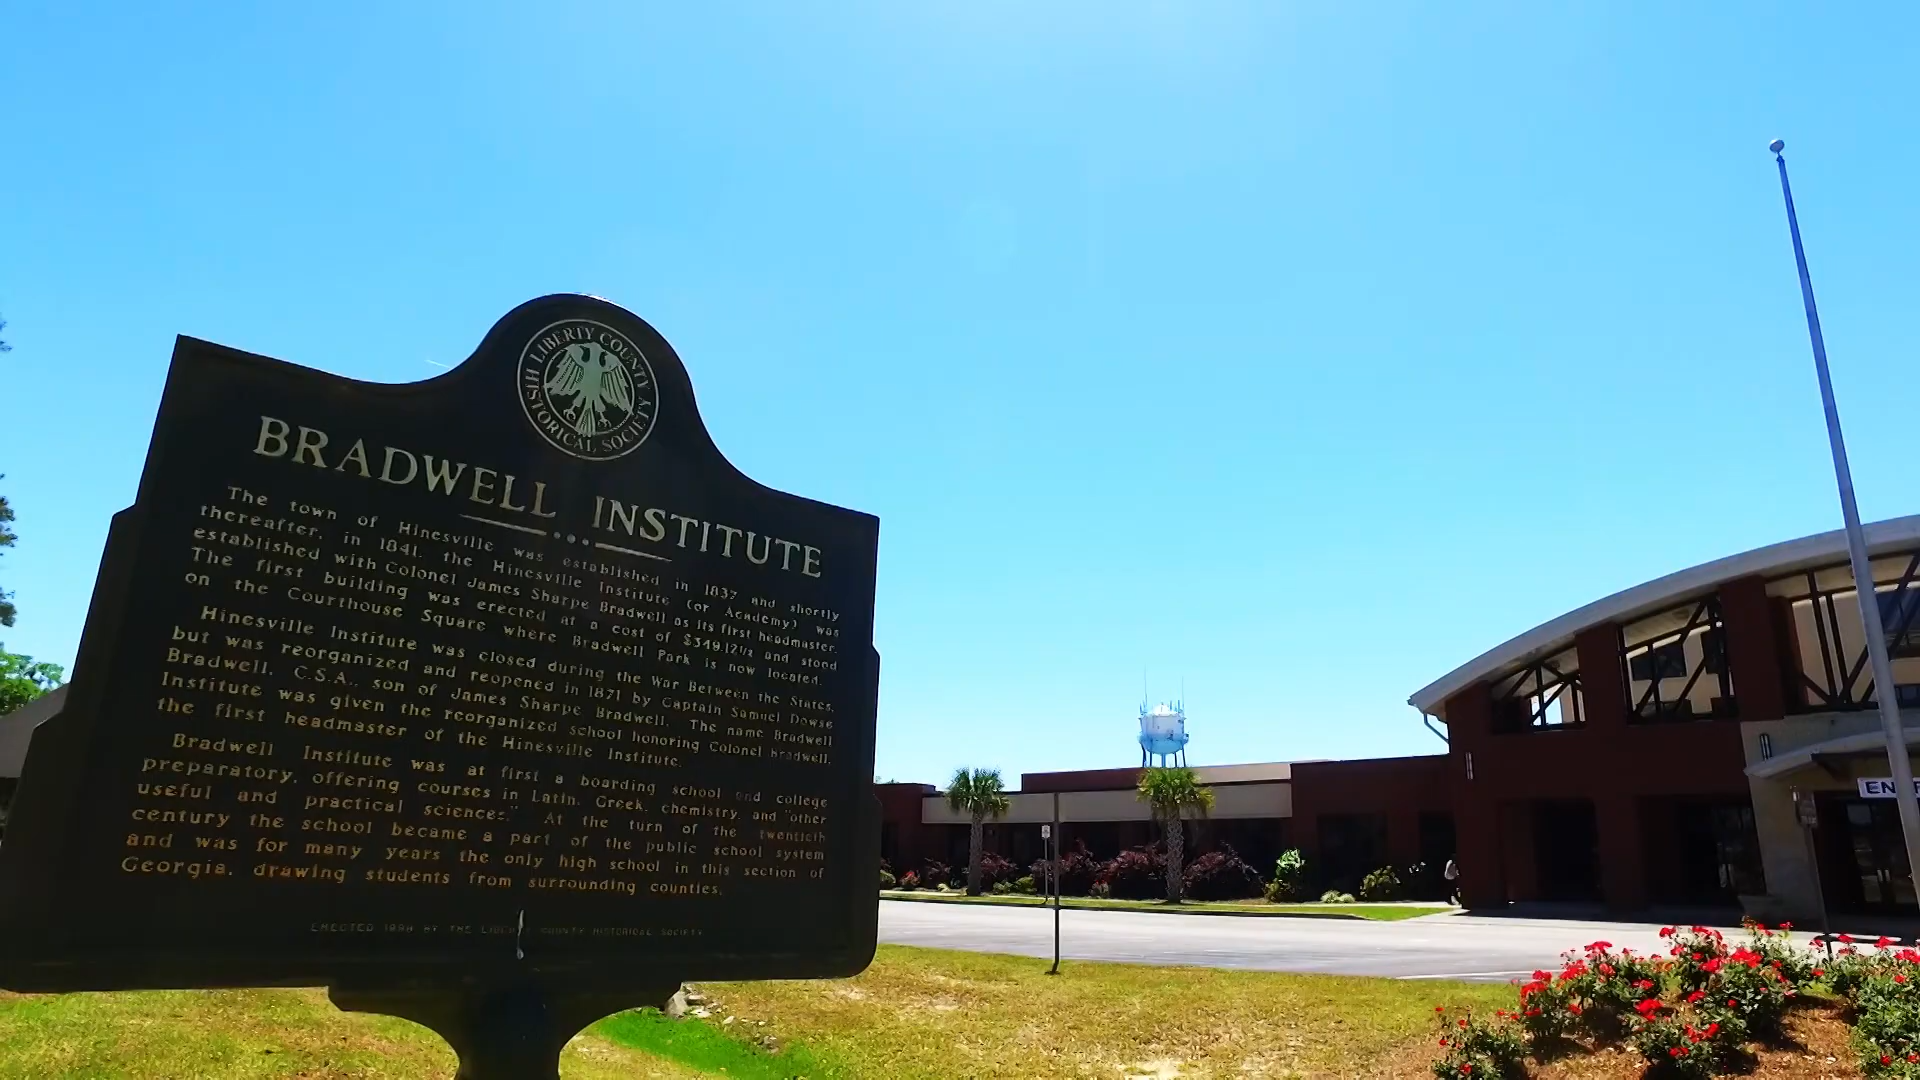 LIBERTY COUNTY
HISTORICAL SOCIETY
BRADWELL INSTITUTE
The town of Hinesville was established in 1837 and shortly
thereafter, in 1841, the Hinesville Institute (or Academy) was
established with Colonel James Sharpe Bradwell as its first headmaster.
The first building was erected at a cost of $349.12½ and stood
on the Courthouse Square where Bradwell Park is now located.
Hinesville Institute was closed during the War Between the States,
but was reorganized and reopened in 1871 by Captain Samuel Dowse
Bradwell, C.S.A., son of James Sharpe Bradwell. The name Bradwell
Institute was given the reorganized school honoring Colonel Bradwell,
the first headmaster of the Hinesville Institute.
Bradwell Institute was at first a boarding school and college
preparatory, offering courses in Latin, Greek, chemistry, and "other
useful and practical sciences." At the turn of the twentieth
century the school became a part of the public school system
and was for many years the only high school in this section of
Georgia, drawing students from surrounding counties.
ERECTED BY THE LIBERTY COUNTY HISTORICAL SOCIETY